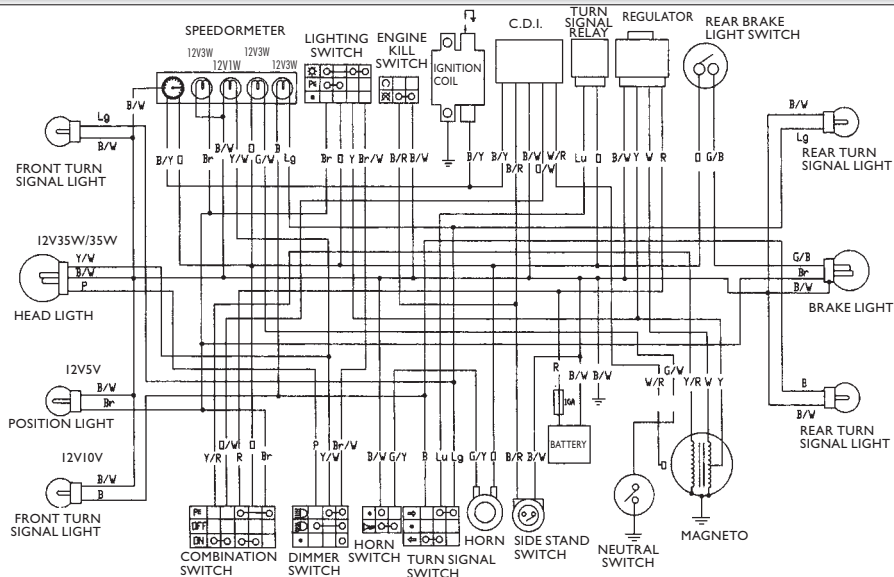 SPEEDORMETER
12V3W
12V1W
12V3W
12V3W
LIGHTING
SWITCH
ENGINE
KILL
SWITCH
IGNITION
COIL
C.D.I.
TURN
SIGNAL
RELAY
REGULATOR
REAR BRAKE
LIGHT SWITCH
Lg
B/W
B/W
FRONT TURN
SIGNAL LIGHT
B/W
Lg
REAR TURN
SIGNAL LIGHT
B/Y
Br
B/W
Y/W
G/W
B
Lg
Br
Y
Br/W
B/R
B/W
B/Y
B/Y
B/R
B/W
W/R
Lu
B/W
Y
W
R
G/B
12V35W/35W
Y/W
B/W
P
HEAD LIGTH
G/B
Br
B/W
BRAKE LIGHT
12V5V
B/W
Br
POSITION LIGHT
B
B/W
REAR TURN
SIGNAL LIGHT
12V10V
B/W
B
FRONT TURN
SIGNAL LIGHT
R
10A
B/W
B/W
BATTERY
W/R
G/W
Y/R
W
Y
Y/R
R
Br
P
Y/W
Br/W
B/W
G/Y
B
Lu
Lg
G/Y
B/R
B/W
OFF
ON
COMBINATION
SWITCH
DIMMER
SWITCH
HORN
SWITCH
TURN SIGNAL
SWITCH
HORN
SIDE STAND
SWITCH
NEUTRAL
SWITCH
MAGNETO